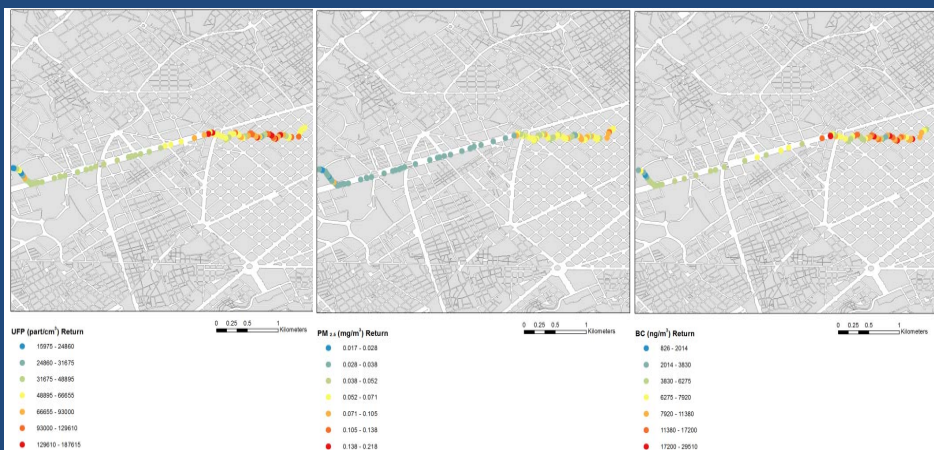 UFP (part/cm³) Return
15975 - 24860
24860 - 31675
31675 - 48895
48895 - 66655
66655 - 93000
93000 - 129610
129610 - 187615
0 0.25 0.5 1
Kilometers
PM 2.5 (mg/m³) Return
0.017 - 0.028
0.028 - 0.038
0.038 - 0.052
0.052 - 0.071
0.071 - 0.105
0.105 - 0.138
0.138 - 0.218
0 0.25 0.5 1
Kilometers
BC (ng/m³) Return
826 - 2014
2014 - 3830
3830 - 6275
6275 - 7920
7920 - 11380
11380 - 17200
17200 - 29510
0 0.25 0.5 1
Kilometers